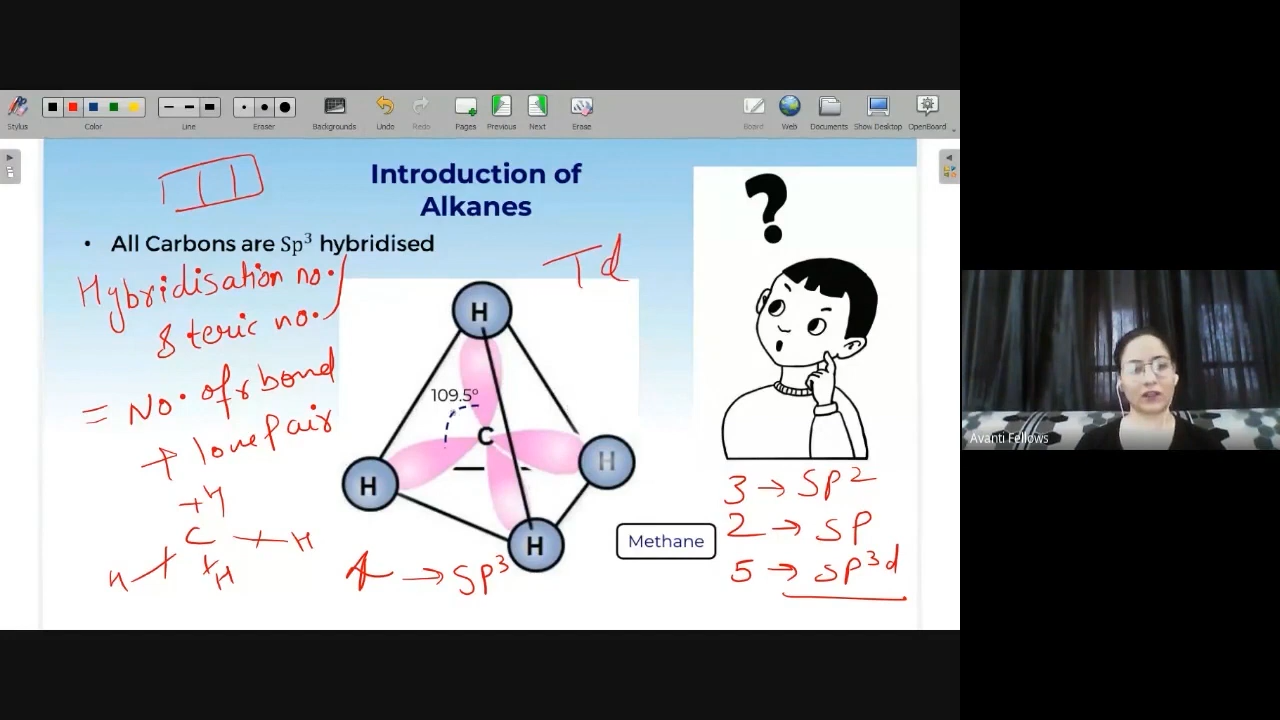 Stylus
Color
Line
Eraser
Backgrounds
Undo
Redo
Pages
Previous
Next
Erase
Board
Web
Documents
Show Desktop
OpenBoard
Introduction of
Alkanes
• All Carbons are Sp³ hybridised
Hybridisation no./
Steric no.
= No. of σ bond
+ lone Pair
H
C H
H H
Td
H
109.5°
C
H
H
H
Methane
4 → SP³
?
3 → SP²
2 → SP
5 → SP³d
Avanti Fellows